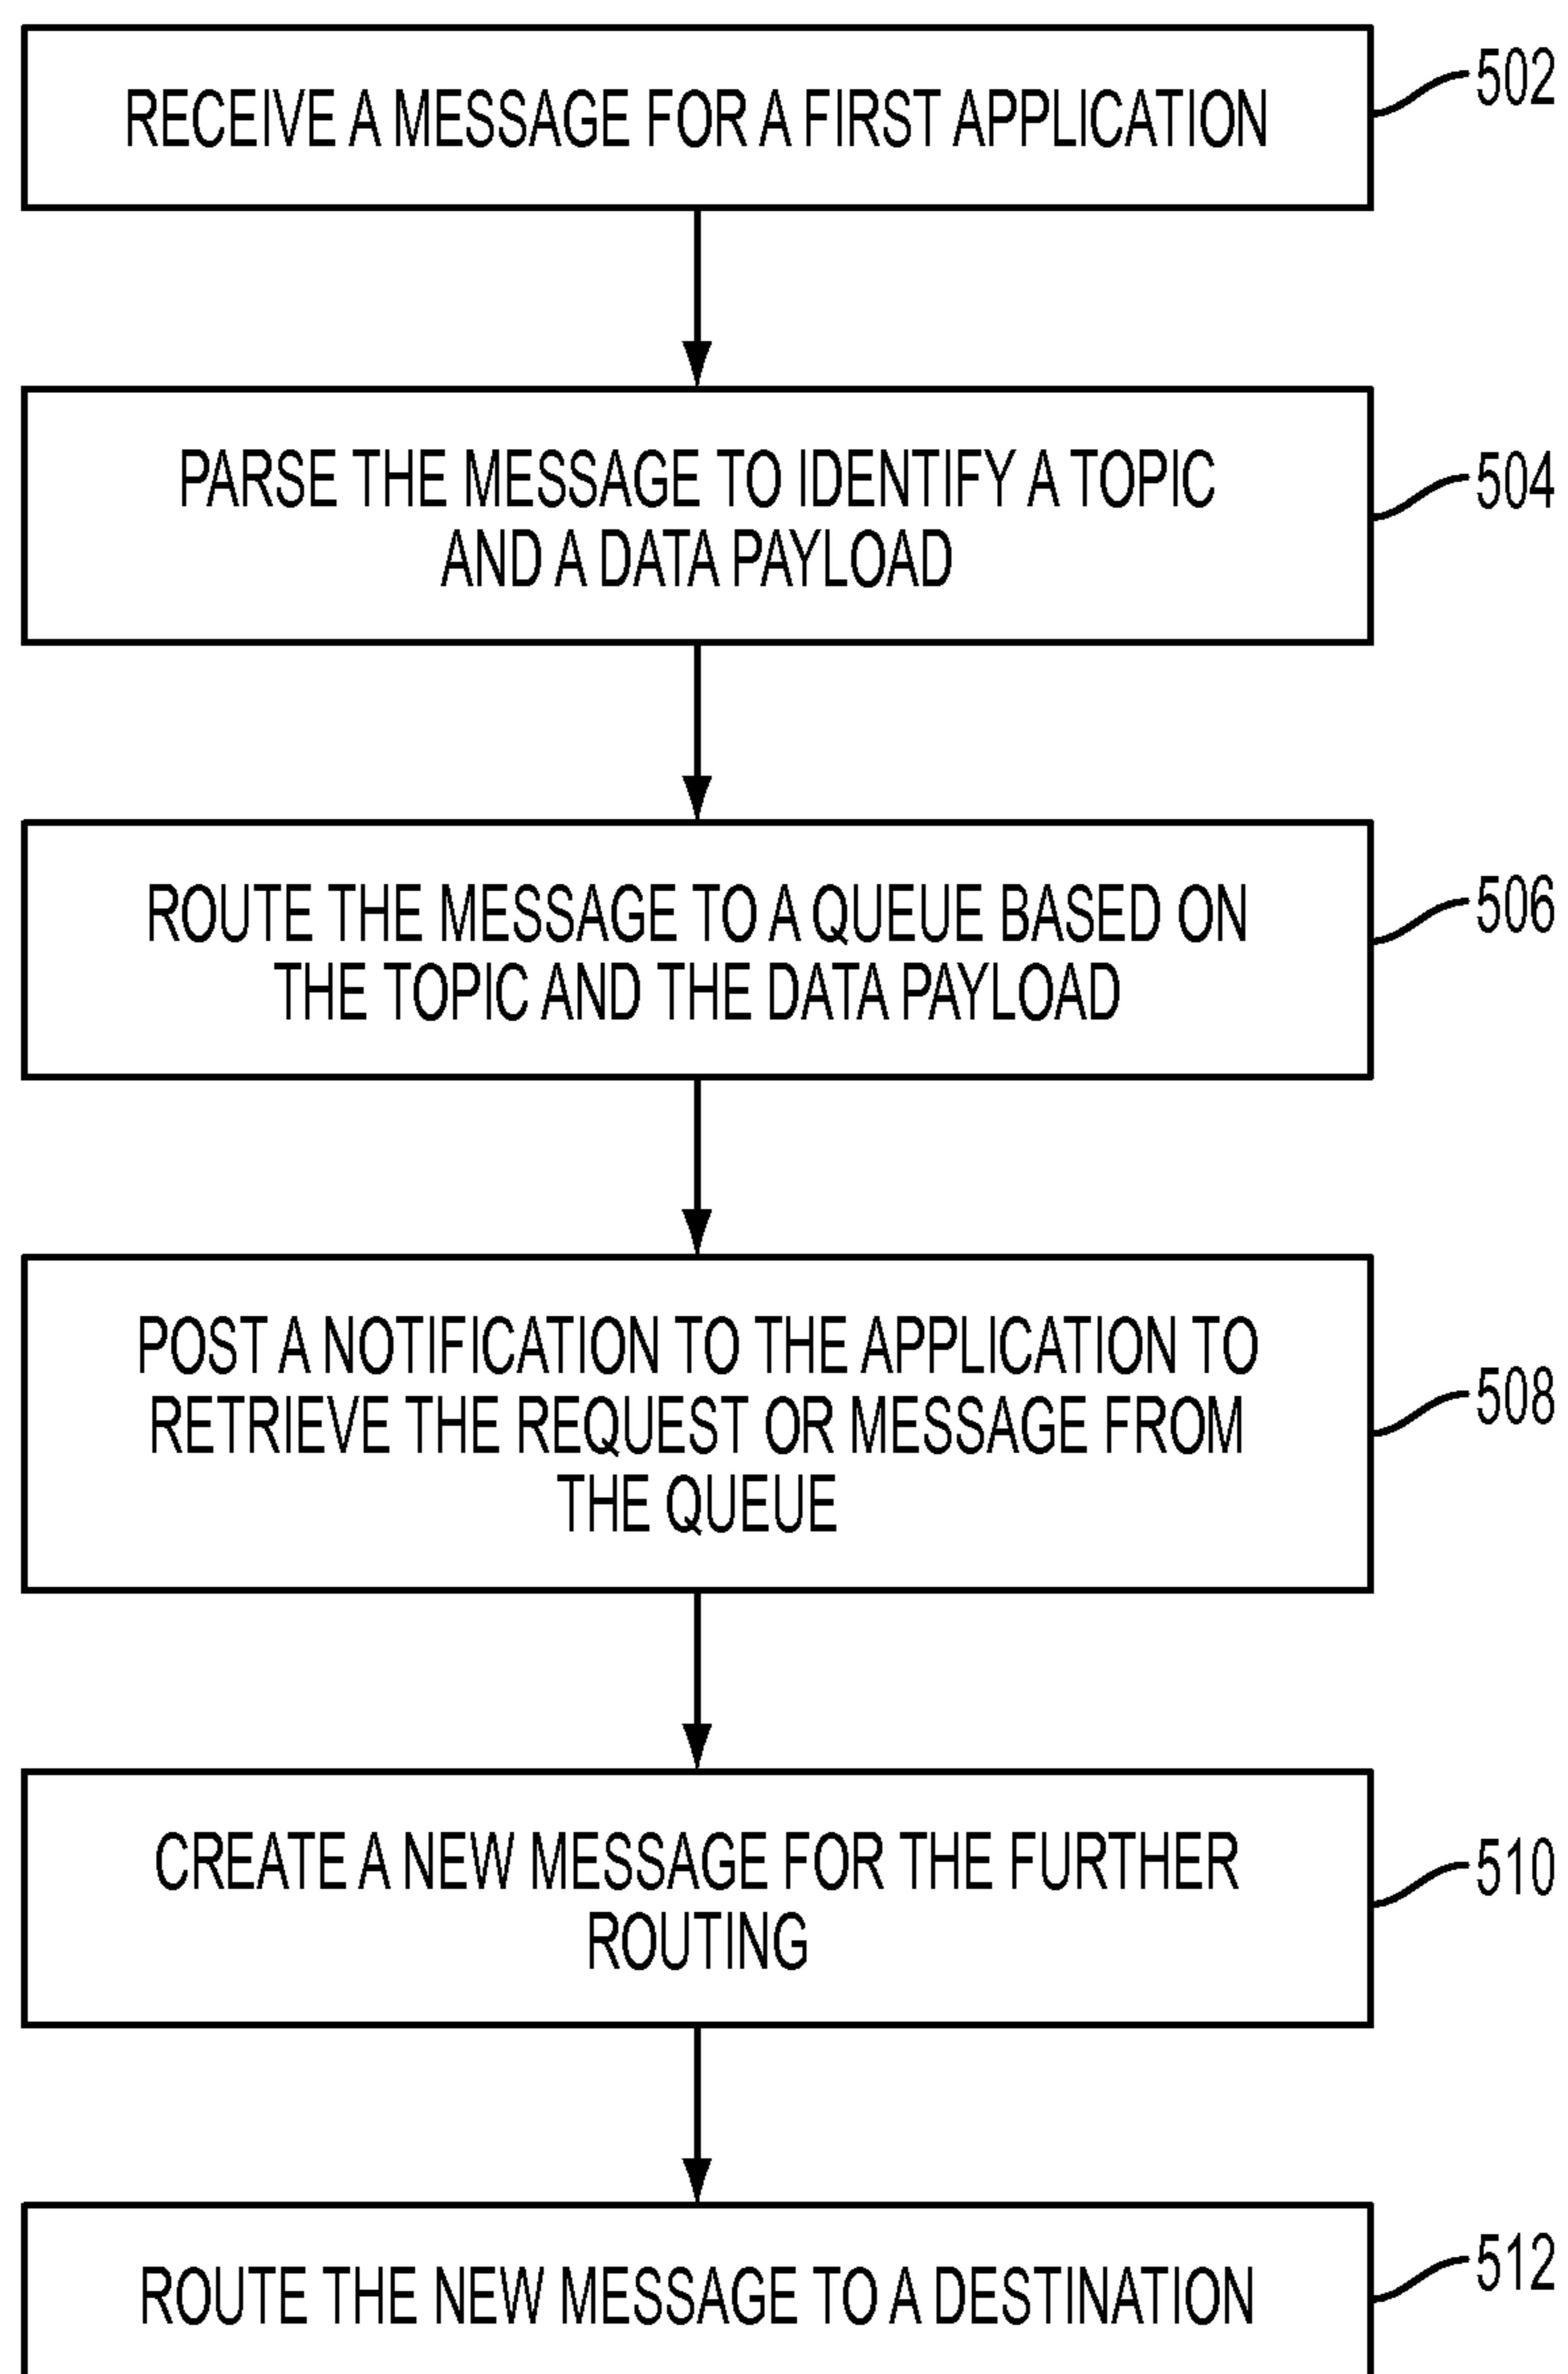 RECEIVE A MESSAGE FOR A FIRST APPLICATION
502
PARSE THE MESSAGE TO IDENTIFY A TOPIC
AND A DATA PAYLOAD
504
ROUTE THE MESSAGE TO A QUEUE BASED ON
THE TOPIC AND THE DATA PAYLOAD
506
POST A NOTIFICATION TO THE APPLICATION TO
RETRIEVE THE REQUEST OR MESSAGE FROM
THE QUEUE
508
CREATE A NEW MESSAGE FOR THE FURTHER
ROUTING
510
ROUTE THE NEW MESSAGE TO A DESTINATION
512